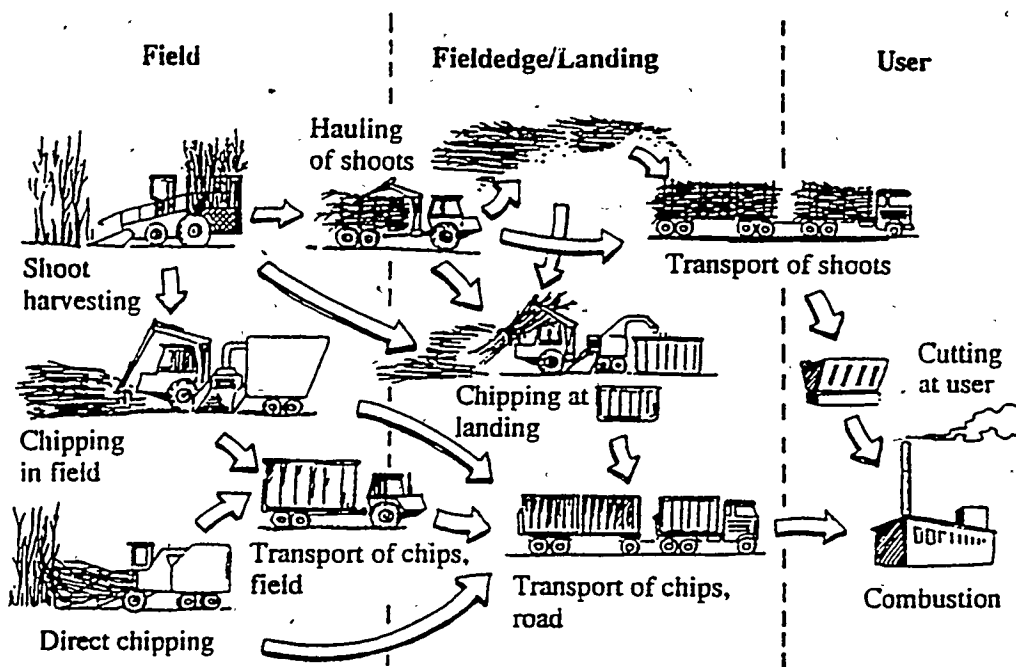 Field
Fieldedge/Landing
User
Hauling
of shoots
Shoot
harvesting
Transport of shoots
Chipping at
landing
Cutting
at user
Chipping
in field
Transport of chips,
field
Transport of chips,
road
Combustion
Direct chipping